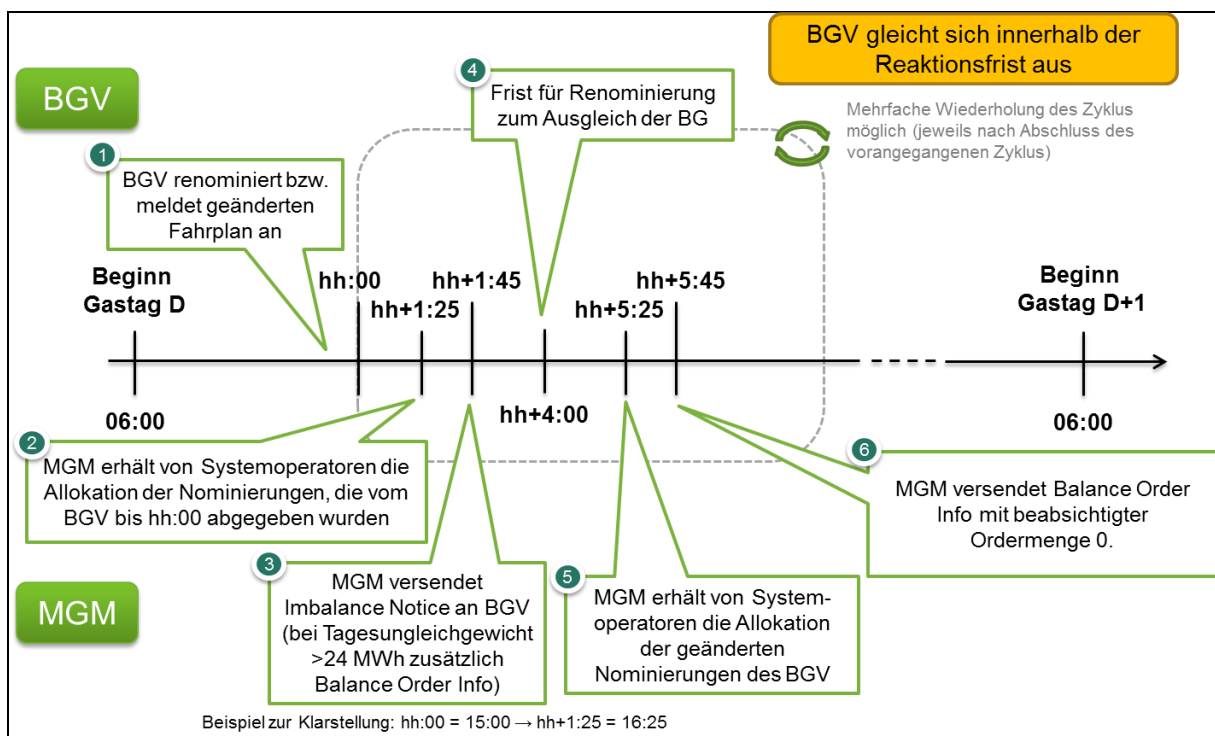 BGV gleicht sich innerhalb der
Reaktionsfrist aus
BGV
4
Frist für Renominierung
zum Ausgleich der BG
Mehrfache Wiederholung des Zyklus
möglich (jeweils nach Abschluss des
vorangegangenen Zyklus)
1
BGV renominiert bzw.
meldet geänderten
Fahrplan an
Beginn
Gastag D
hh:00
hh+1:25
hh+1:45
hh+5:25
hh+5:45
Beginn
Gastag D+1
06:00
hh+4:00
06:00
2
MGM erhält von Systemoperatoren die
Allokation der Nominierungen, die vom
BGV bis hh:00 abgegeben wurden
6
MGM versendet Balance Order
Info mit beabsichtigter
Ordermenge 0.
MGM
3
MGM versendet
Imbalance Notice an BGV
(bei Tagesungleichgewicht
>24 MWh zusätzlich
Balance Order Info)
5
MGM erhält von System-
operatoren die Allokation
der geänderten
Nominierungen des BGV
Beispiel zur Klarstellung: hh:00 = 15:00 → hh+1:25 = 16:25